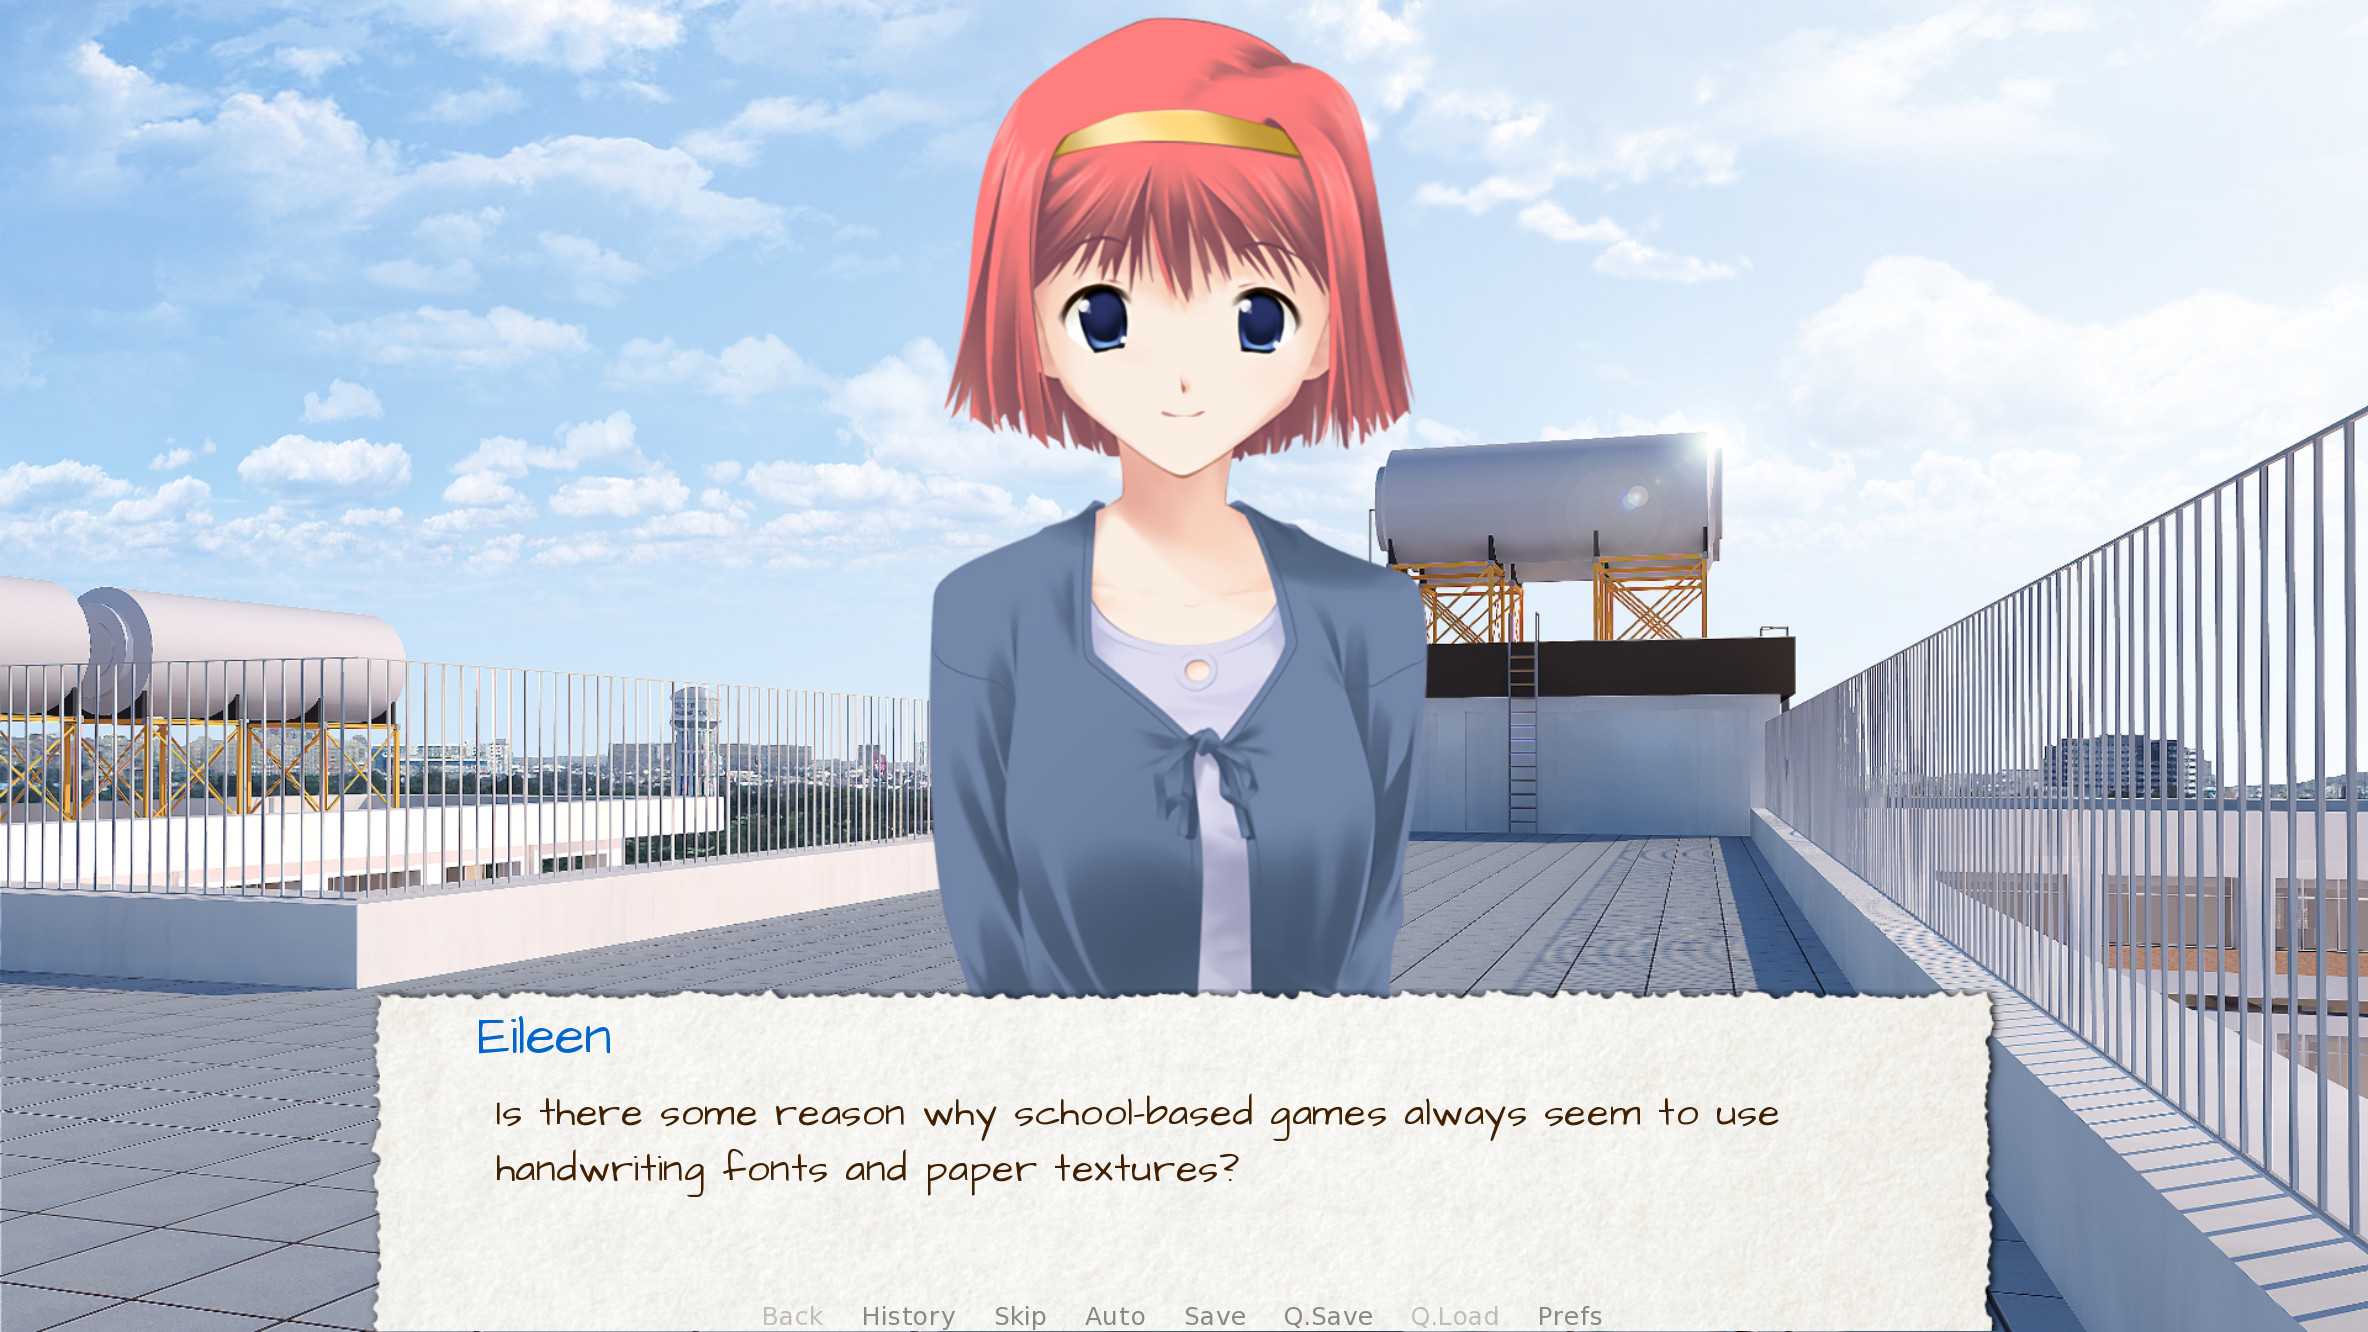 Eileen
Is there some reason why school-based games always seem to use
handwriting fonts and paper textures?
Back History Skip Auto Save Q.Save Q.Load Prefs